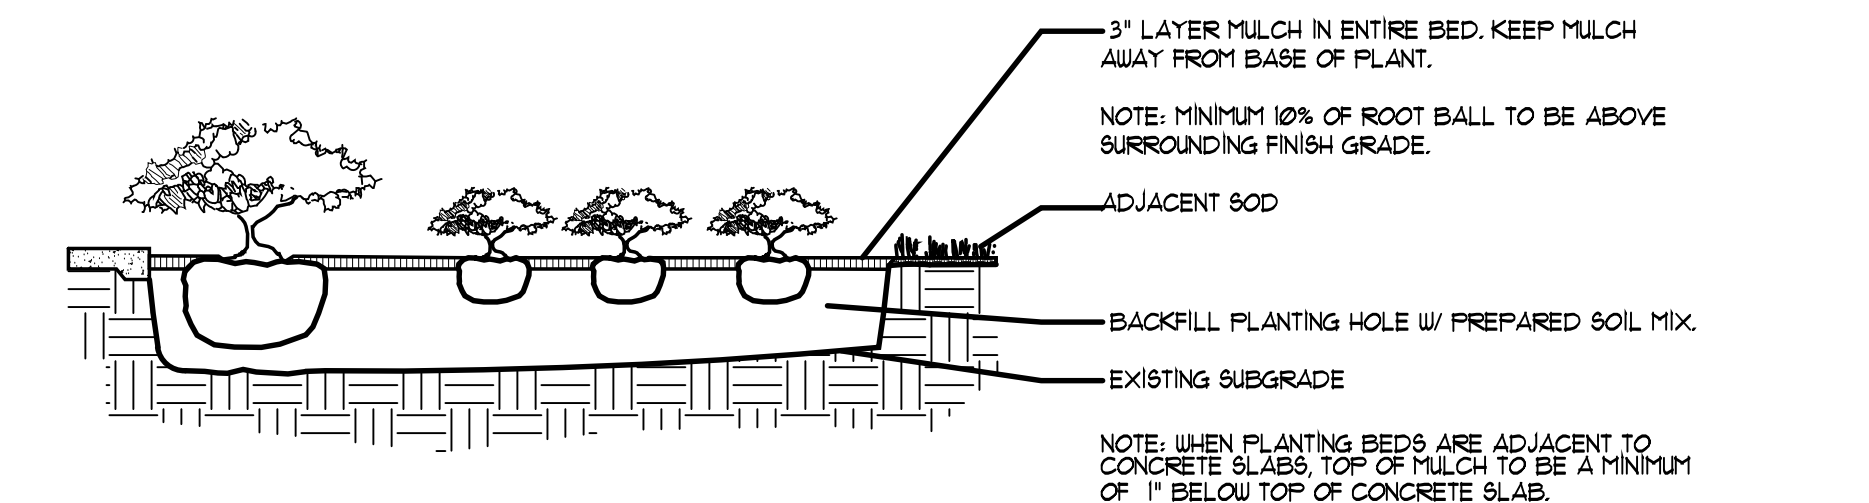 3" LAYER MULCH IN ENTIRE BED. KEEP MULCH
AWAY FROM BASE OF PLANT.
NOTE: MINIMUM 10% OF ROOT BALL TO BE ABOVE
SURROUNDING FINISH GRADE.
ADJACENT SOD
BACKFILL PLANTING HOLE W/ PREPARED SOIL MIX.
EXISTING SUBGRADE
NOTE: WHEN PLANTING BEDS ARE ADJACENT TO
CONCRETE SLABS, TOP OF MULCH TO BE A MINIMUM
OF 1" BELOW TOP OF CONCRETE SLAB.